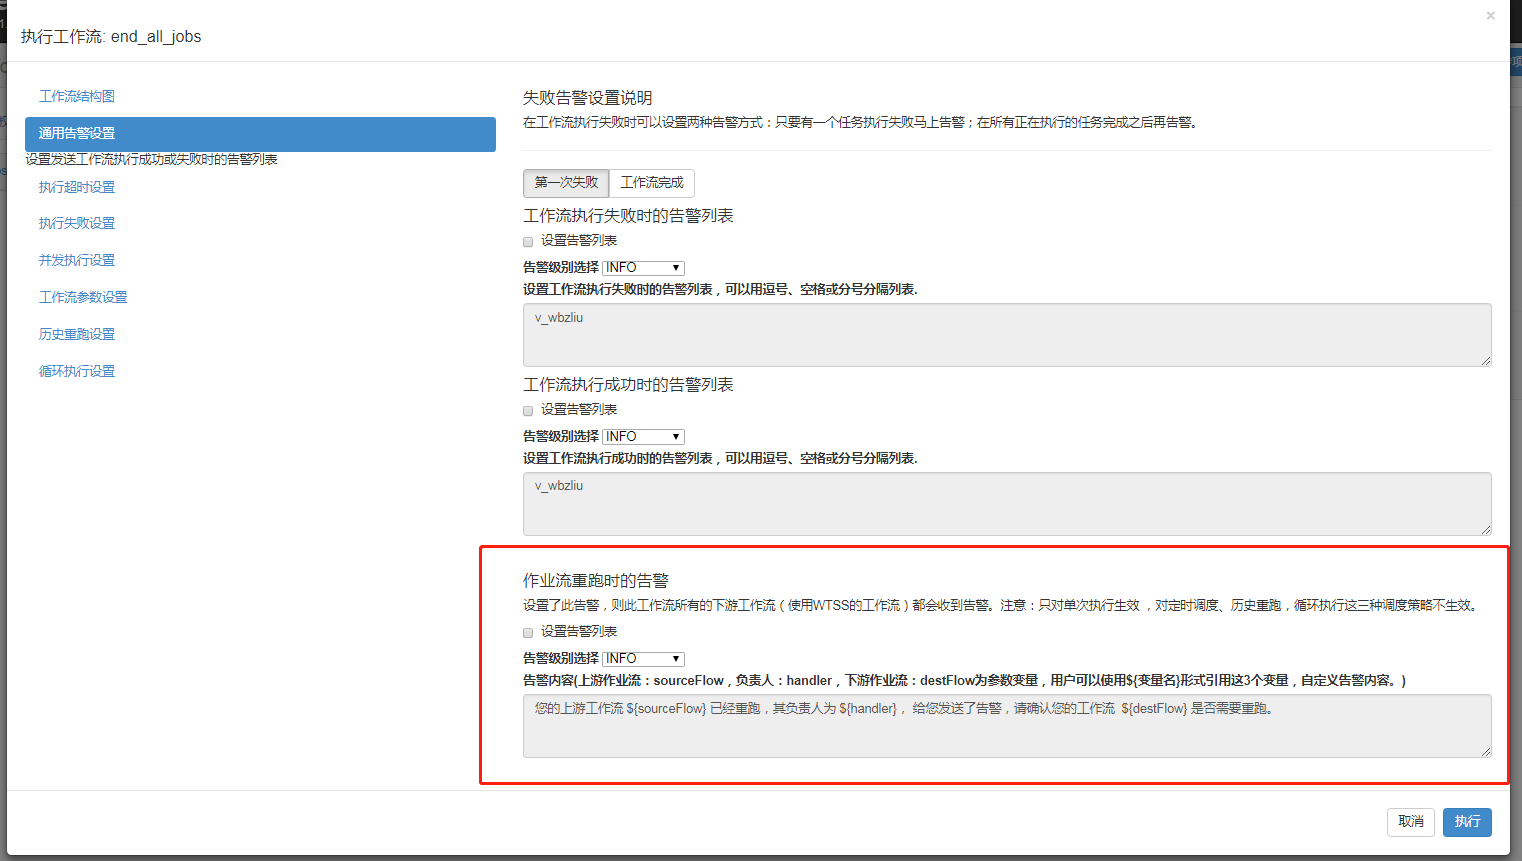 ×
执行工作流: end_all_jobs
工作流结构图
通用告警设置
设置发送工作流执行成功或失败时的告警列表
执行超时设置
执行失败设置
并发执行设置
工作流参数设置
历史重跑设置
循环执行设置
失败告警设置说明
在工作流执行失败时可以设置两种告警方式：只要有一个任务执行失败马上告警；在所有正在执行的任务完成之后再告警。
第一次失败 工作流完成
工作流执行失败时的告警列表
设置告警列表
告警级别选择 INFO
设置工作流执行失败时的告警列表，可以用逗号、空格或分号分隔列表.
v_wbzliu
工作流执行成功时的告警列表
设置告警列表
告警级别选择 INFO
设置工作流执行成功时的告警列表，可以用逗号、空格或分号分隔列表.
v_wbzliu
作业流重跑时的告警
设置了此告警，则此工作流所有的下游工作流（使用WTSS的工作流）都会收到告警。注意：只对单次执行生效 ，对定时调度、历史重跑，循环执行这三种调度策略不生效。
设置告警列表
告警级别选择 INFO
告警内容(上游作业流：sourceFlow，负责人：handler，下游作业流：destFlow为参数变量，用户可以使用${变量名}形式引用这3个变量，自定义告警内容。)
您的上游工作流 ${sourceFlow} 已经重跑，其负责人为 ${handler}， 给您发送了告警，请确认您的工作流 ${destFlow} 是否需要重跑。
取消 执行